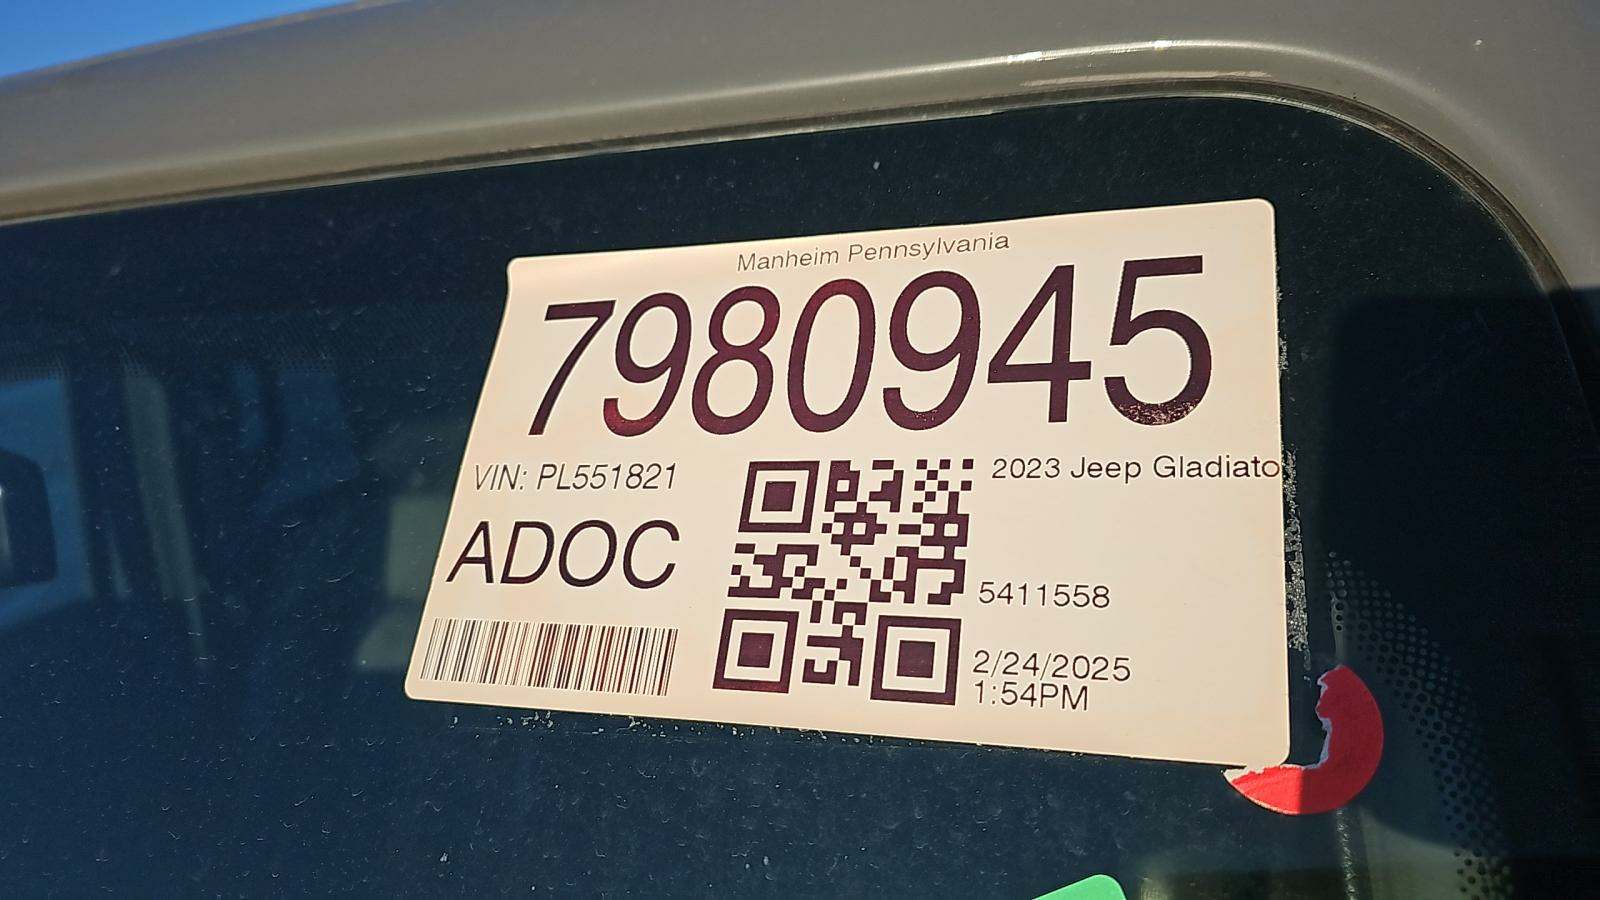 Manheim Pennsylvania
7980945
VIN: PL551821
2023 Jeep Gladiato
ADOC
5411558
2/24/2025
1:54PM